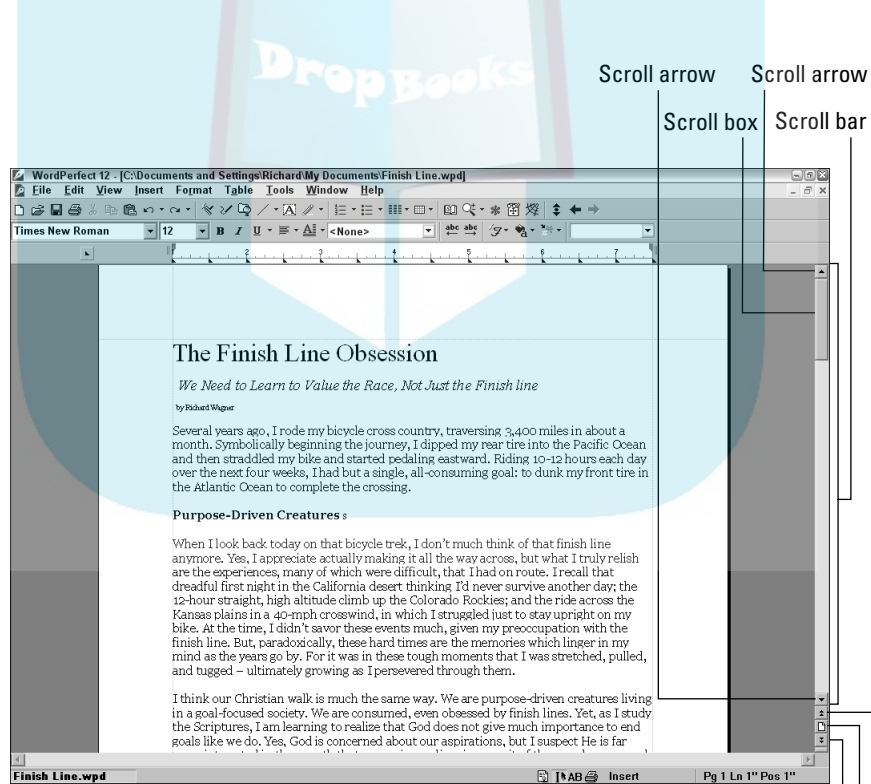 Drop Books
Scroll arrow Scroll arrow
Scroll box Scroll bar
WordPerfect 12 - [C:\Documents and Settings\Richard\My Documents\Finish Line.wpd]
File Edit View Insert Format Table Tools Window Help
Times New Roman 12 B I U <None> abc abc
2 3 4 5 6 7
The Finish Line Obsession
We Need to Learn to Value the Race, Not Just the Finish line
by Richard Wagner
Several years ago, I rode my bicycle cross country, traversing 3,400 miles in about a
month. Symbolically beginning the journey, I dipped my rear tire into the Pacific Ocean
and then straddled my bike and started pedaling eastward. Riding 10-12 hours each day
over the next four weeks, I had but a single, all-consuming goal: to dunk my front tire in
the Atlantic Ocean to complete the crossing.
Purpose-Driven Creatures s
When I look back today on that bicycle trek, I don't much think of that finish line
anymore. Yes, I appreciate actually making it all the way across, but what I truly relish
are the experiences, many of which were difficult, that I had on route. I recall that
dreadful first night in the California desert thinking I'd never survive another day; the
12-hour straight, high altitude climb up the Colorado Rockies; and the ride across the
Kansas plains in a 40-mph crosswind, in which I struggled just to stay upright on my
bike. At the time, I didn't savor these events much, given my preoccupation with the
finish line. But, paradoxically, these hard times are the memories which linger in my
mind as the years go by. For it was in these tough moments that I was stretched, pulled,
and tugged – ultimately growing as I persevered through them.
I think our Christian walk is much the same way. We are purpose-driven creatures living
in a goal-focused society. We are consumed, even obsessed by finish lines. Yet, as I study
the Scriptures, I am learning to realize that God does not give much importance to end
goals like we do. Yes, God is concerned about our aspirations, but I suspect He is far
Finish Line.wpd AB Insert Pg 1 Ln 1" Pos 1"